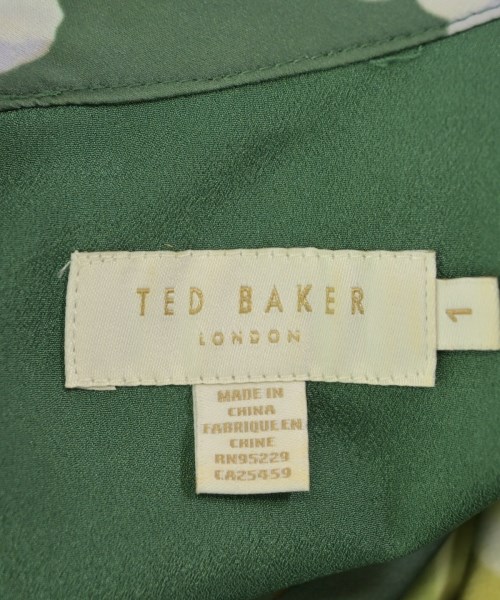 TED BAKER
LONDON
1
MADE IN
CHINA
FABRIQUE EN
CHINE
RN95229
CA25459